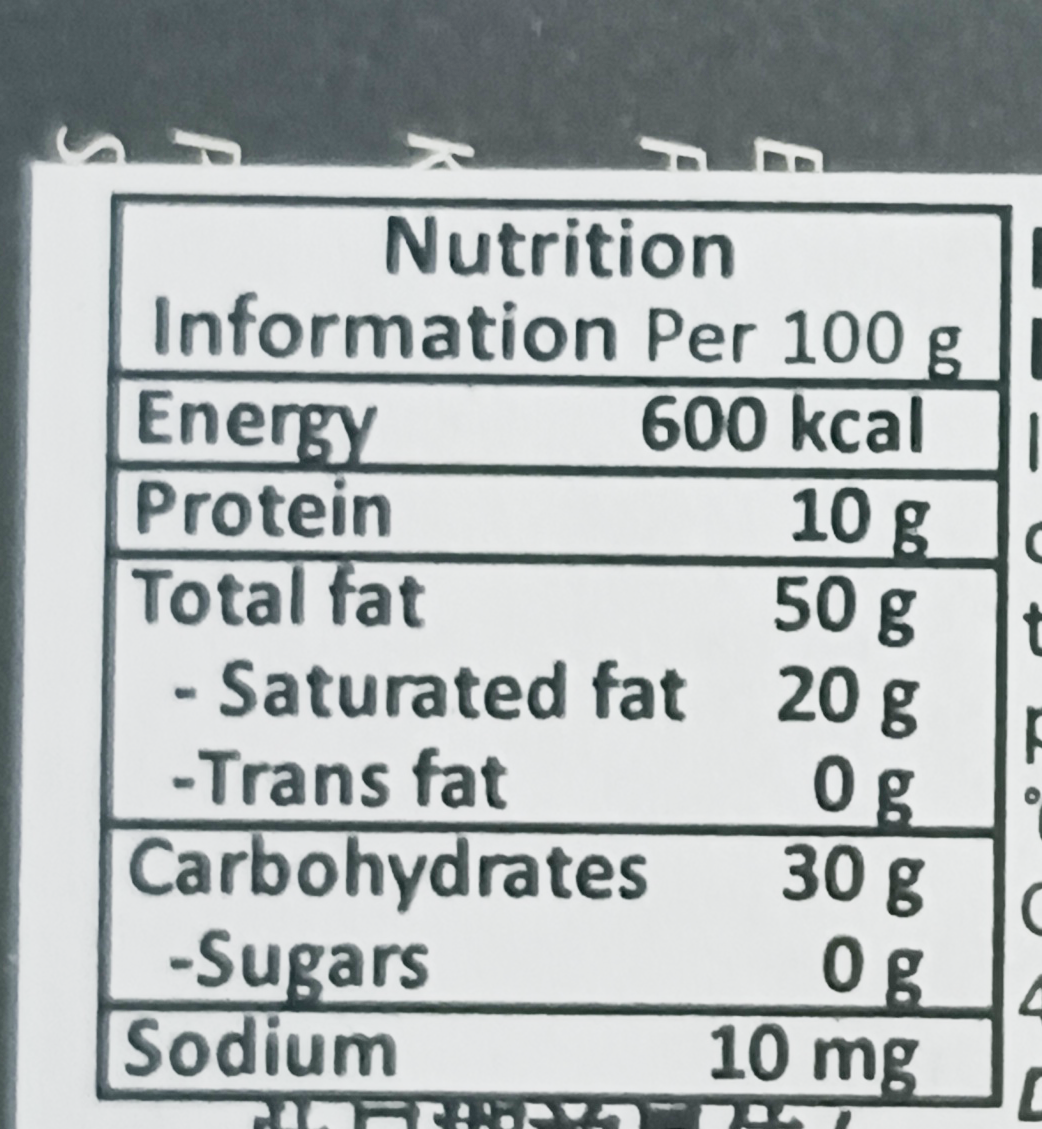 Nutrition
Information Per 100 g
Energy 600 kcal
Protein 10 g
Total fat 50 g
- Saturated fat 20 g
-Trans fat 0 g
Carbohydrates 30 g
-Sugars 0 g
Sodium 10 mg